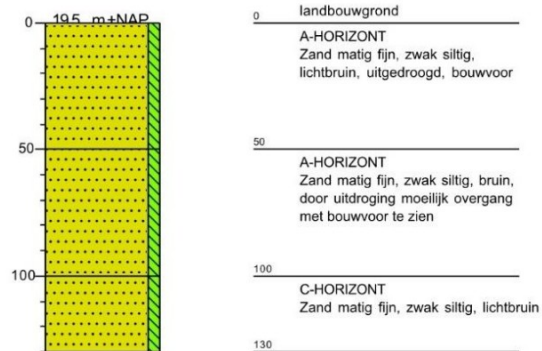 19.5 m+NAP
0
50
100
0
landbouwgrond
A-HORIZONT
Zand matig fijn, zwak siltig,
lichtbruin, uitgedroogd, bouwvoor
50
A-HORIZONT
Zand matig fijn, zwak siltig, bruin,
door uitdroging moeilijk overgang
met bouwvoor te zien
100
C-HORIZONT
Zand matig fijn, zwak siltig, lichtbruin
130